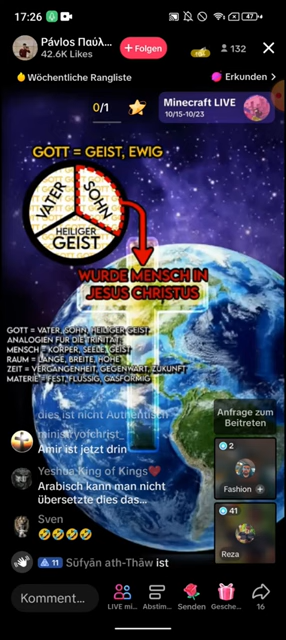 17:26
47
Pávlos Παύλ...
42.6K Likes
+ Folgen
132
Wöchentliche Rangliste
Erkunden >
0/1
Minecraft LIVE
10/15-10/23
GOTT = GEIST, EWIG
VATER
SOHN
HEILIGER
GEIST
WURDE MENSCH IN
JESUS CHRISTUS
GOTT = VATER, SOHN, HEILIGER GEIST
ANALOGIEN FÜR DIE TRINITÄT
MENSCH = KÖRPER, SEELE, GEIST
RAUM = LÄNGE, BREITE, HÖHE
ZEIT = VERGANGENHEIT, GEGENWART, ZUKUNFT
MATERIE = FEST, FLÜSSIG, GASFÖRMIG
dies ist nicht Authentisch
ministryofchrist_
Amir ist jetzt drin
Yeshua King of Kings
Arabisch kann man nicht
übersetzte dies das...
Sven
🤣🤣🤣🤣
11 Sūfyān ath-Thāw ist
Anfrage zum
Beitreten
2
Fashion +
41
Reza
Komment...
LIVE mi...
Abstim...
Senden
Gesche...
16